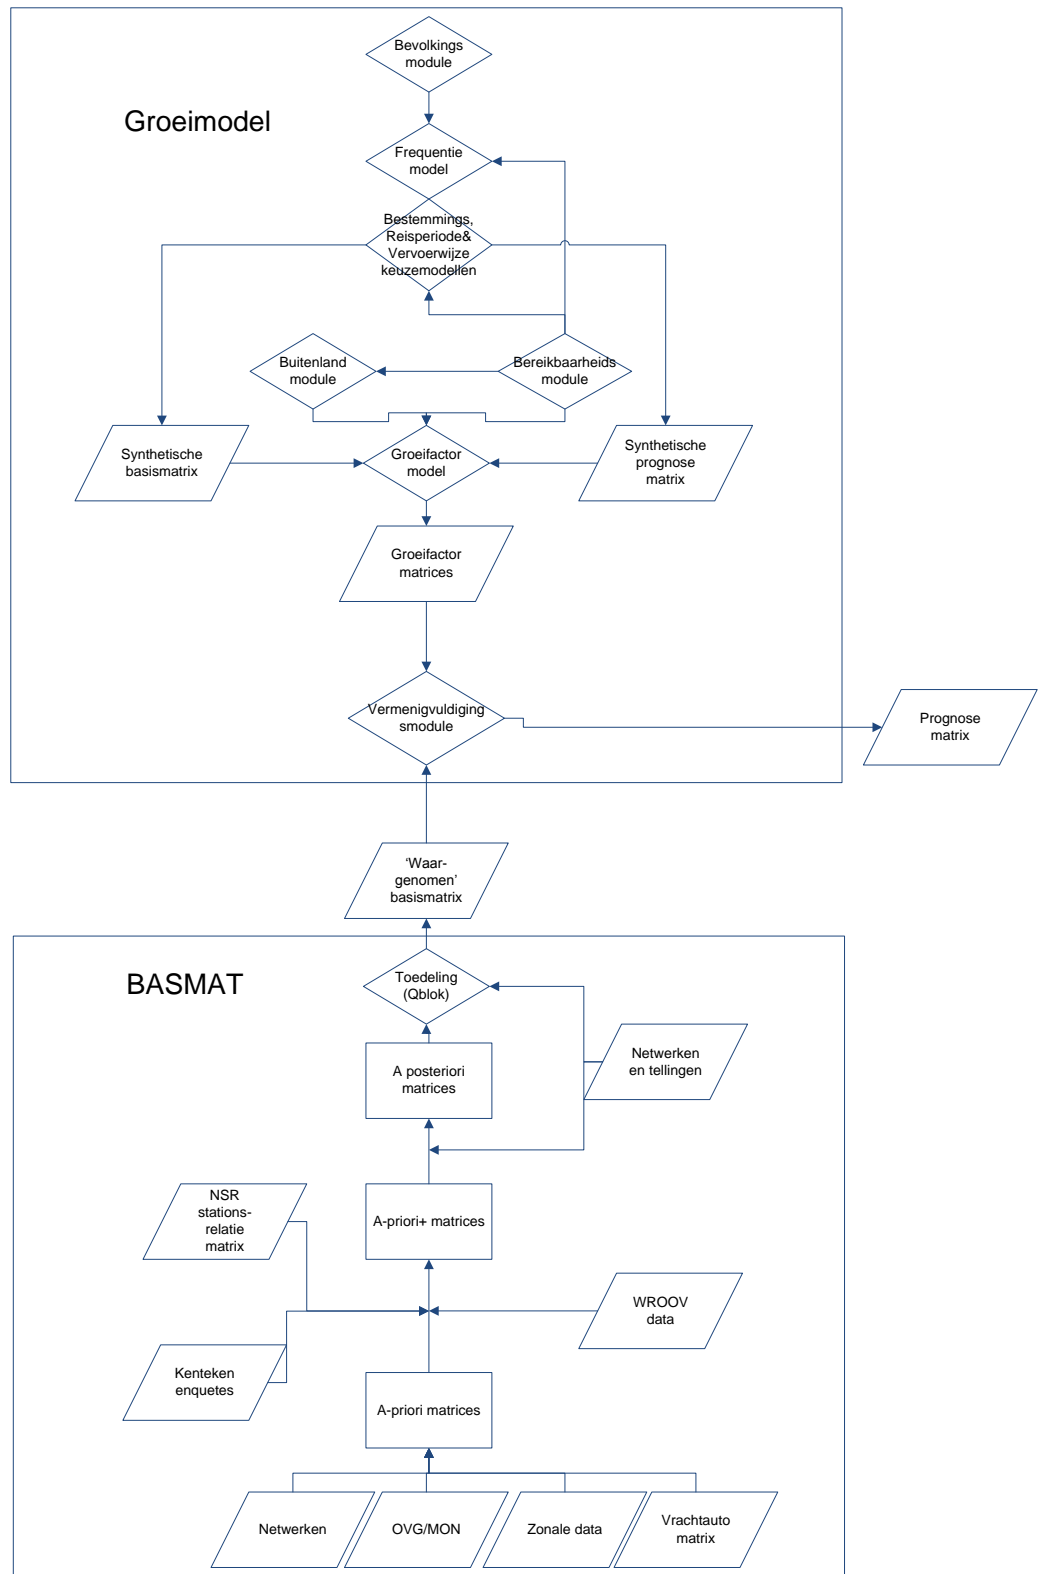 Bevolkings
module
Groeimodel
Frequentie
model
Bestemmings,
Reisperiode&
Vervoerwijze
keuzemodellen
Buitenland
module
Bereikbaarheids
module
Synthetische
basismatrix
Groeifactor
model
Synthetische
prognose
matrix
Groeifactor
matrices
Vermenigvuldiging
smodule
Prognose
matrix
‘Waar-
genomen’
basismatrix
BASMAT
Toedeling
(Qblok)
Netwerken
en tellingen
A posteriori
matrices
NSR
stations-
relatie
matrix
A-priori+ matrices
WROOV
data
Kenteken
enquetes
A-priori matrices
Netwerken
OVG/MON
Zonale data
Vrachtauto
matrix